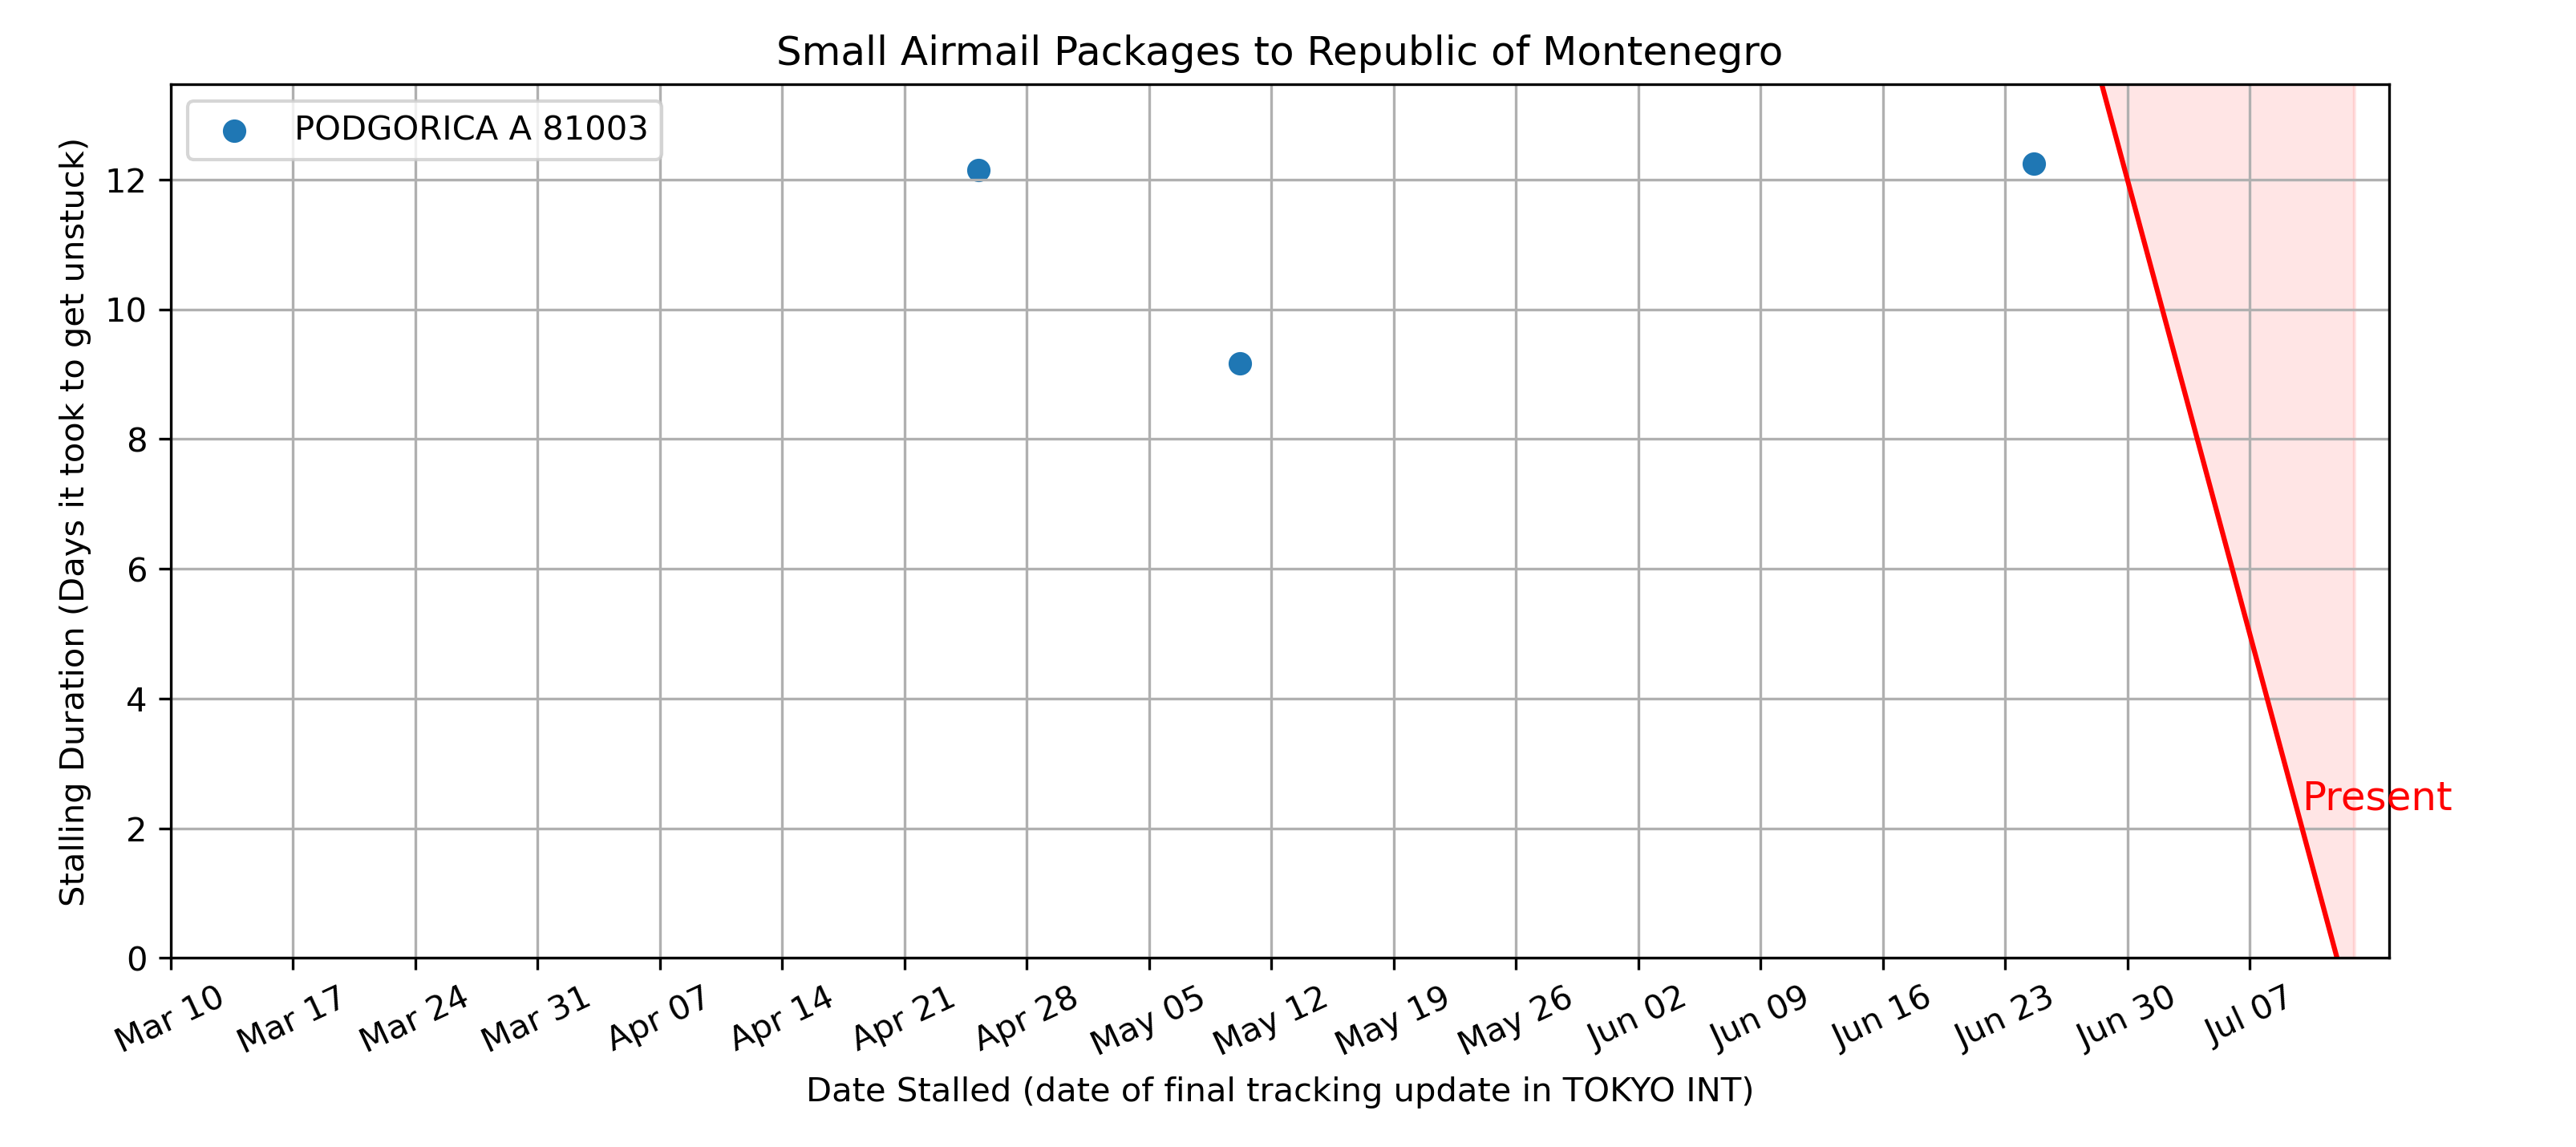 Small Airmail Packages to Republic of Montenegro
PODGORICA A 81003
Stalling Duration (Days it took to get unstuck)
12
10
8
6
4
2
0
Present
Mar 10 Mar 17 Mar 24 Mar 31 Apr 07 Apr 14 Apr 21 Apr 28 May 05 May 12 May 19 May 26 Jun 02 Jun 09 Jun 16 Jun 23 Jun 30 Jul 07
Date Stalled (date of final tracking update in TOKYO INT)